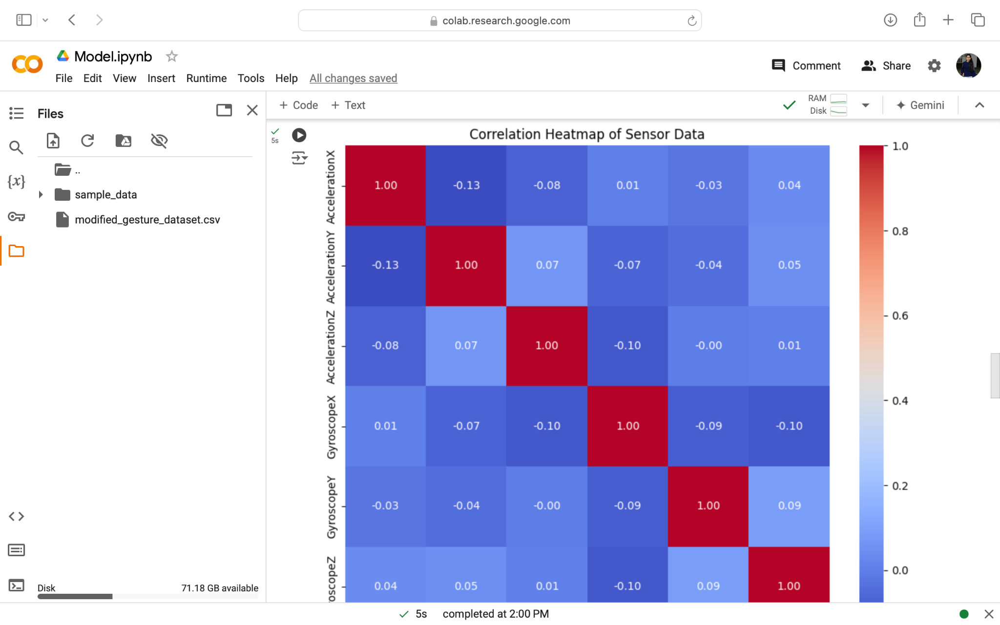 colab.research.google.com
Model.ipynb
File Edit View Insert Runtime Tools Help All changes saved
Comment Share
Files
+ Code + Text
RAM
Disk
Gemini
{x}
..
sample_data
modified_gesture_dataset.csv
Disk 71.18 GB available
5s
Correlation Heatmap of Sensor Data
AccelerationX 1.00 -0.13 -0.08 0.01 -0.03 0.04
AccelerationY -0.13 1.00 0.07 -0.07 -0.04 0.05
AccelerationZ -0.08 0.07 1.00 -0.10 -0.00 0.01
GyroscopeX 0.01 -0.07 -0.10 1.00 -0.09 -0.10
GyroscopeY -0.03 -0.04 -0.00 -0.09 1.00 0.09
roscopeZ 0.04 0.05 0.01 -0.10 0.09 1.00
1.0
0.8
0.6
0.4
0.2
0.0
5s completed at 2:00 PM